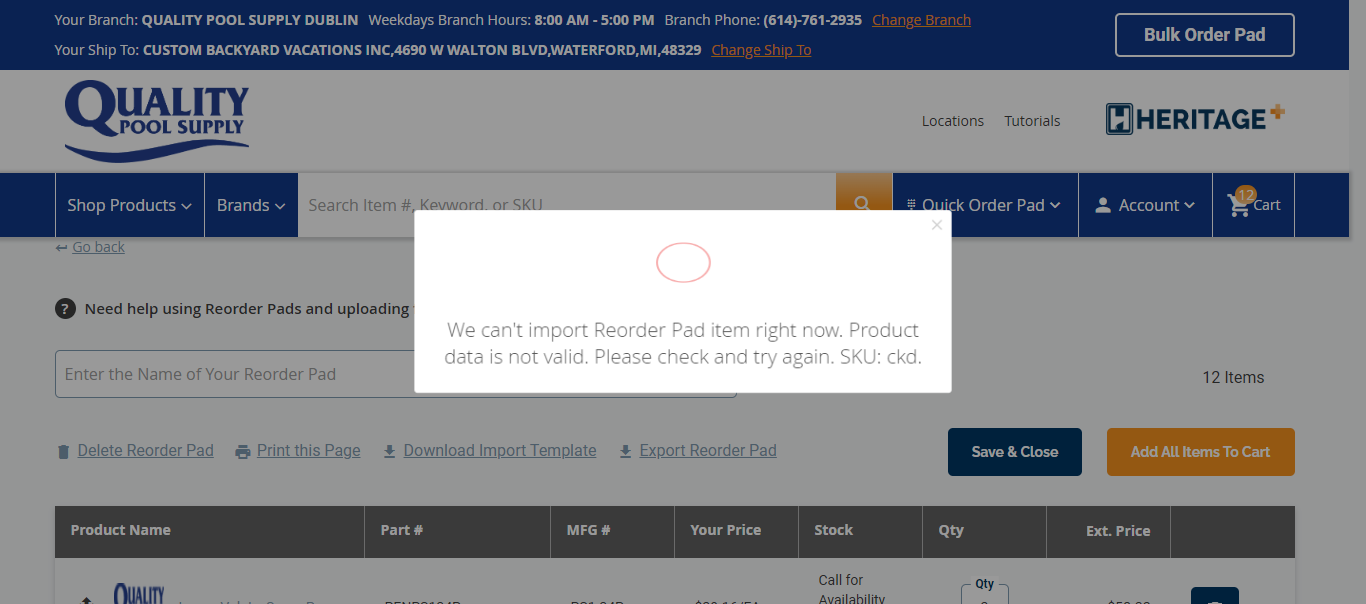 Your Branch: QUALITY POOL SUPPLY DUBLIN Weekdays Branch Hours: 8:00 AM - 5:00 PM Branch Phone: (614)-761-2935 Change Branch
Your Ship To: CUSTOM BACKYARD VACATIONS INC,4690 W WALTON BLVD,WATERFORD,MI,48329 Change Ship To
Bulk Order Pad
QUALITY
POOL SUPPLY
Locations Tutorials
HERITAGE+
Shop Products Brands Search Item #, Keyword, or SKU Quick Order Pad Account 12 Cart
Go back
Need help using Reorder Pads and uploading
We can't import Reorder Pad item right now. Product
data is not valid. Please check and try again. SKU: ckd.
Enter the Name of Your Reorder Pad
12 Items
Delete Reorder Pad Print this Page Download Import Template Export Reorder Pad Save & Close Add All Items To Cart
Product Name Part # MFG # Your Price Stock Qty Ext. Price
QUALITY
Call for
Availability
Qty